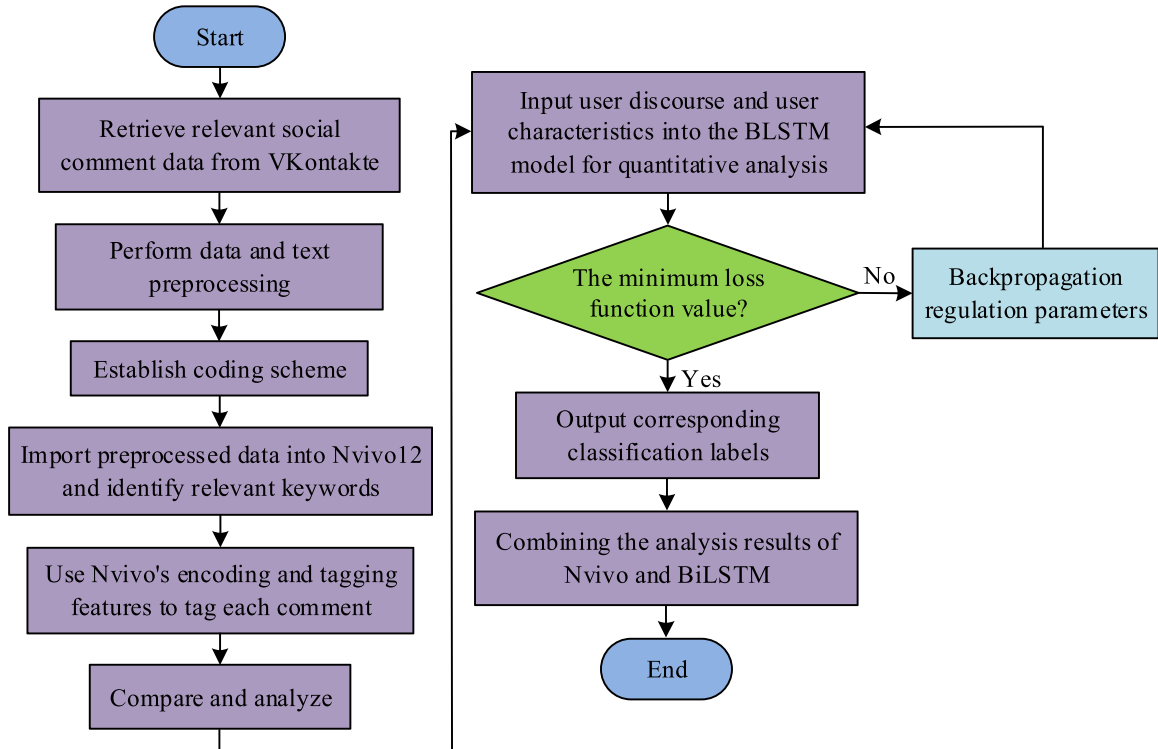 Start
Retrieve relevant social
comment data from VKontakte
Perform data and text
preprocessing
Establish coding scheme
Import preprocessed data into Nvivo12
and identify relevant keywords
Use Nvivo's encoding and tagging
features to tag each comment
Compare and analyze
Input user discourse and user
characteristics into the BLSTM
model for quantitative analysis
The minimum loss
function value?
No
Backpropagation
regulation parameters
Yes
Output corresponding
classification labels
Combining the analysis results of
Nvivo and BiLSTM
End